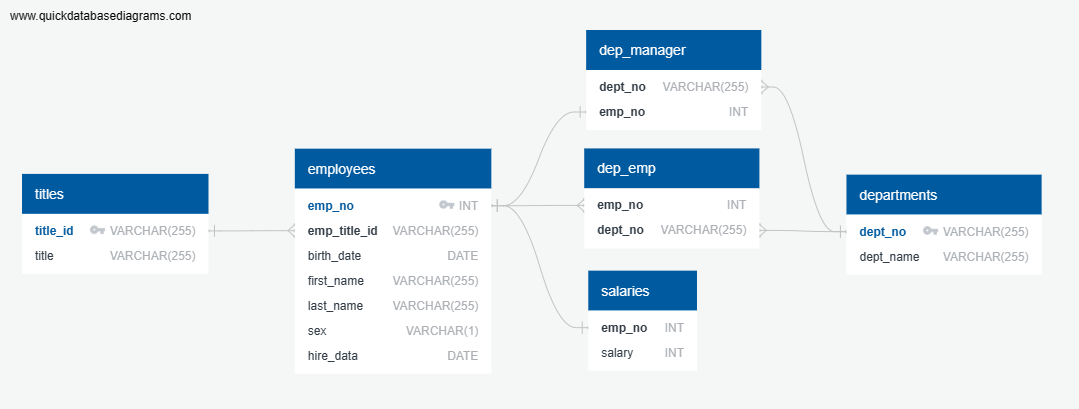 www.quickdatabasediagrams.com
titles
title_id VARCHAR(255)
title VARCHAR(255)
employees
emp_no INT
emp_title_id VARCHAR(255)
birth_date DATE
first_name VARCHAR(255)
last_name VARCHAR(255)
sex VARCHAR(1)
hire_data DATE
dep_manager
dept_no VARCHAR(255)
emp_no INT
dep_emp
emp_no INT
dept_no VARCHAR(255)
salaries
emp_no INT
salary INT
departments
dept_no VARCHAR(255)
dept_name VARCHAR(255)